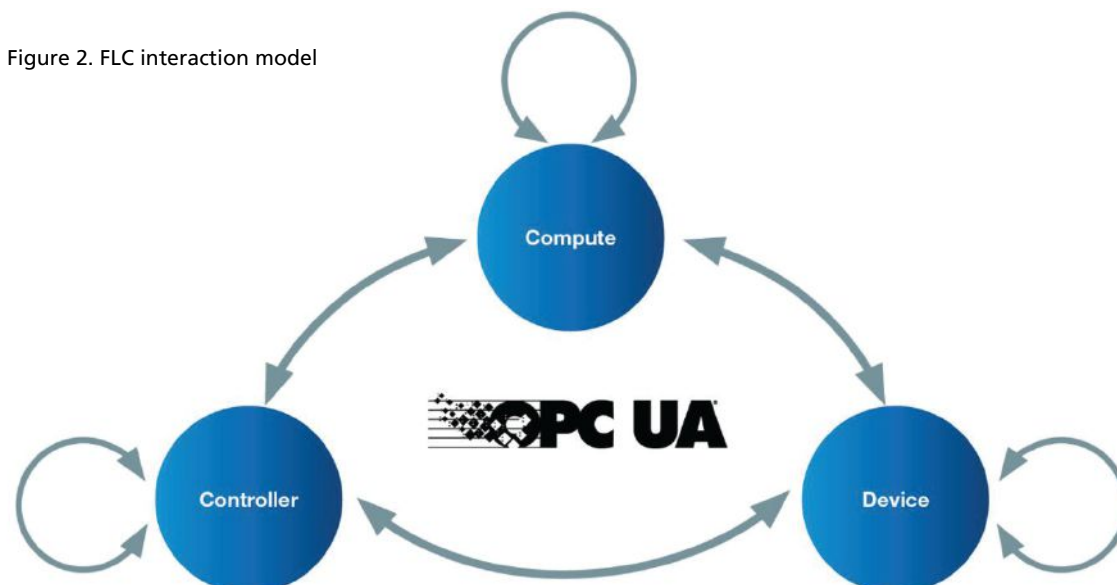 Figure 2. FLC interaction model
Compute
OPC UA
Controller
Device